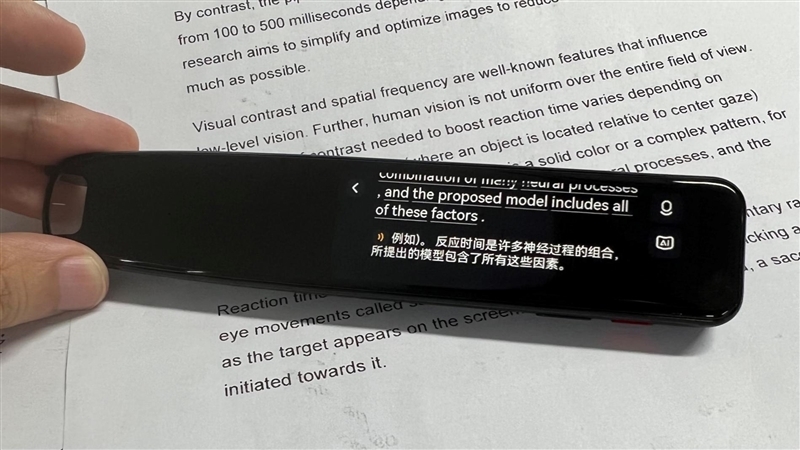 By contrast, the
from 100 to 500 milliseconds
research aims to simplify and optimize images to
much as possible.
Visual contrast and spatial frequency are well-known features that influence
low-level vision. Further, human vision is not uniform over the entire field of view.
contrast needed to boost reaction time varies depending on
where an object is located relative to center gaze)
a solid color or a complex pattern, for
processes, and the
combination of many neural processes
, and the proposed model includes all
of these factors .
例如）。 反应时间是许多神经过程的组合，
所提出的模型包含了所有这些因素。
AI
Reaction
eye movements called
as the target appears on the
a
initiated towards it.